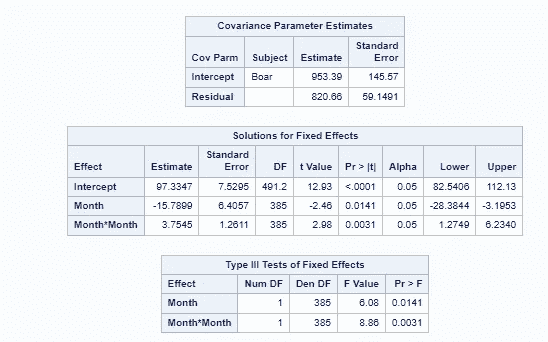 Covariance Parameter Estimates
Cov Parm Subject Estimate Standard Error
Intercept Boar 953.39 145.57
Residual 820.66 59.1491
Solutions for Fixed Effects
Effect Estimate Standard Error DF t Value Pr > |t| Alpha Lower Upper
Intercept 97.3347 7.5295 491.2 12.93 <.0001 0.05 82.5406 112.13
Month -15.7899 6.4057 385 -2.46 0.0141 0.05 -28.3844 -3.1953
Month*Month 3.7545 1.2611 385 2.98 0.0031 0.05 1.2749 6.2340
Type III Tests of Fixed Effects
Effect Num DF Den DF F Value Pr > F
Month 1 385 6.08 0.0141
Month*Month 1 385 8.86 0.0031